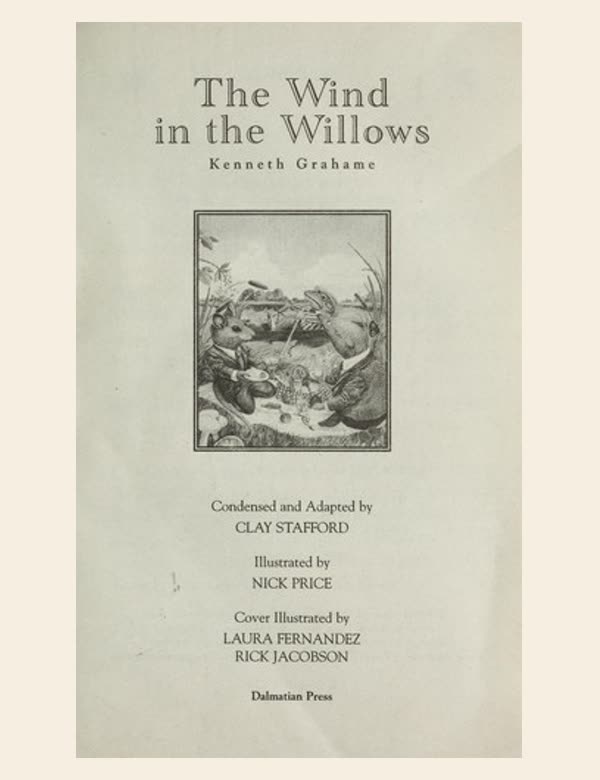 The Wind
in the Willows
Kenneth Grahame
Condensed and Adapted by
CLAY STAFFORD
Illustrated by
NICK PRICE
Cover Illustrated by
LAURA FERNANDEZ
RICK JACOBSON
Dalmatian Press